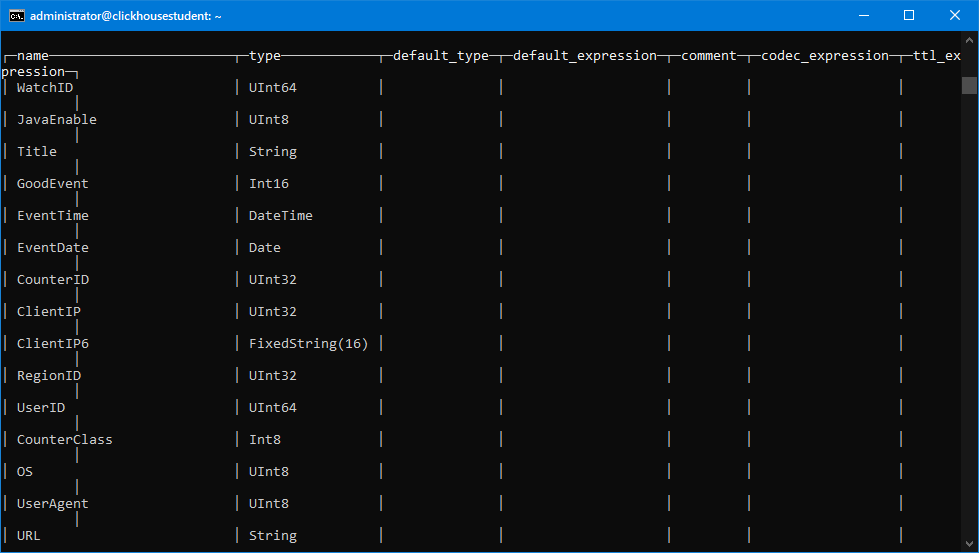 administrator@clickhousestudent: ~
name type default_type default_expression comment codec_expression ttl_ex
pression
WatchID UInt64
JavaEnable UInt8
Title String
GoodEvent Int16
EventTime DateTime
EventDate Date
CounterID UInt32
ClientIP UInt32
ClientIP6 FixedString(16)
RegionID UInt32
UserID UInt64
CounterClass Int8
OS UInt8
UserAgent UInt8
URL String